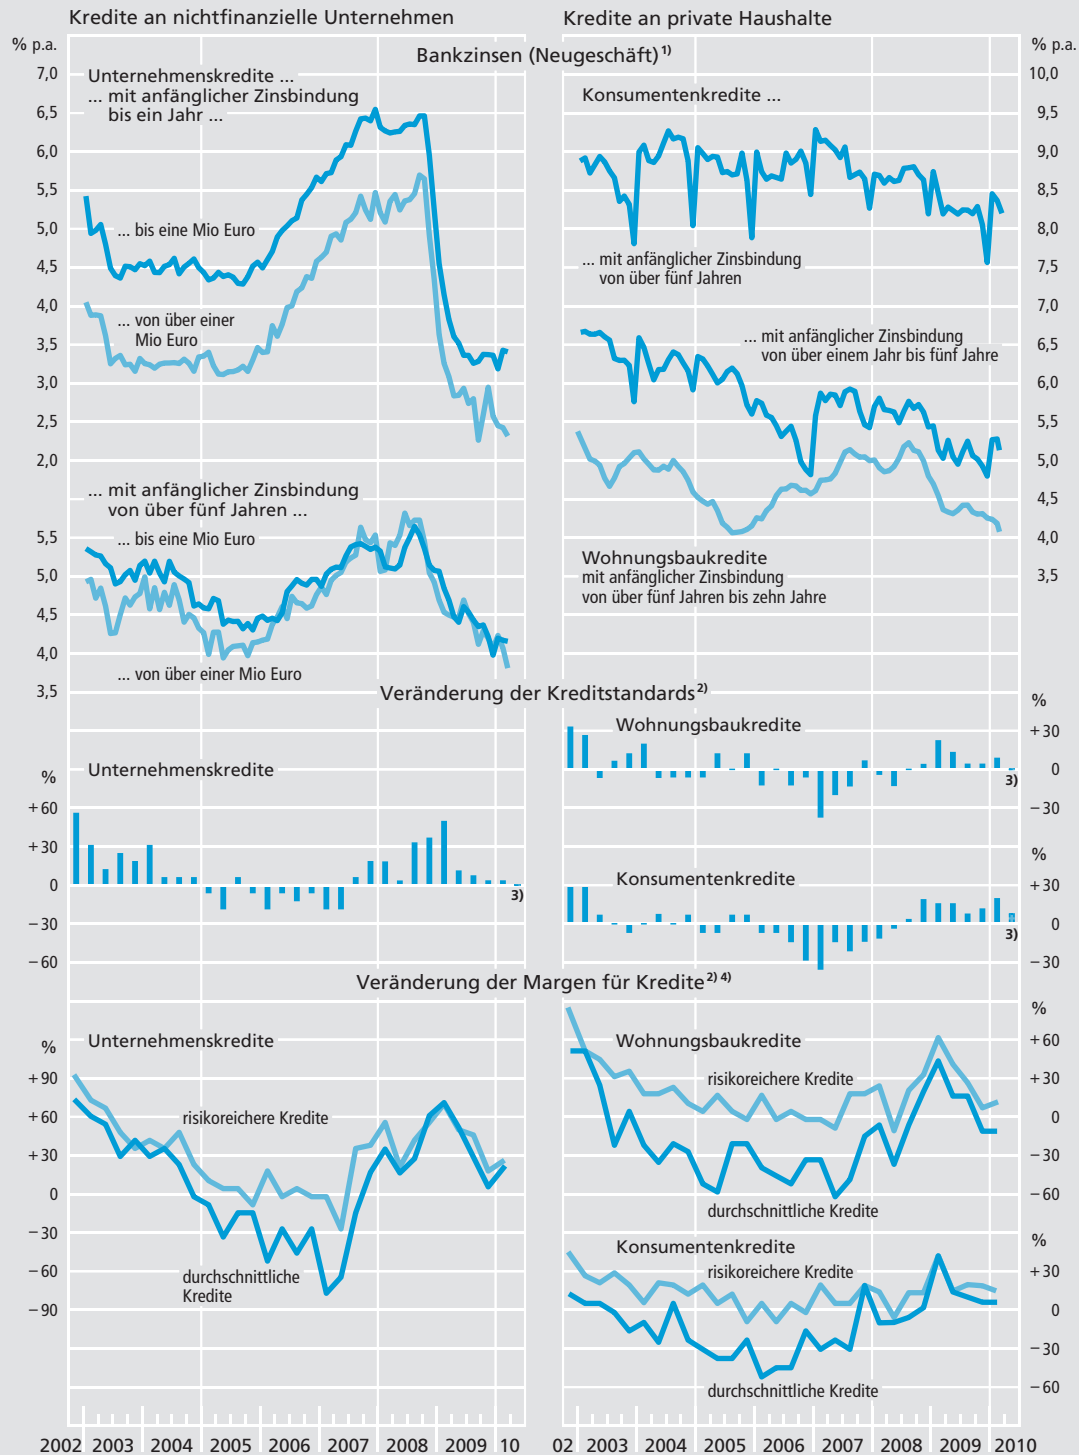 Kredite an nichtfinanzielle Unternehmen
Kredite an private Haushalte
% p.a.
Bankzinsen (Neugeschäft)1)
% p.a.
Unternehmenskredite ...
... mit anfänglicher Zinsbindung
bis ein Jahr ...
7,0
6,5
6,0
5,5
5,0
4,5
4,0
3,5
3,0
2,5
2,0
... bis eine Mio Euro
... von über einer
Mio Euro
... mit anfänglicher Zinsbindung
von über fünf Jahren ...
... bis eine Mio Euro
5,5
5,0
4,5
4,0
3,5
... von über einer Mio Euro
Konsumentenkredite ...
10,0
9,5
9,0
8,5
8,0
7,5
7,0
6,5
6,0
5,5
5,0
4,5
4,0
3,5
... mit anfänglicher Zinsbindung
von über fünf Jahren
... mit anfänglicher Zinsbindung
von über einem Jahr bis fünf Jahre
Wohnungsbaukredite
mit anfänglicher Zinsbindung
von über fünf Jahren bis zehn Jahre
Veränderung der Kreditstandards2)
Unternehmenskredite
%
+60
+30
0
−30
−60
3)
Wohnungsbaukredite
%
+30
0
−30
3)
Konsumentenkredite
%
+30
0
−30
3)
Veränderung der Margen für Kredite2) 4)
Unternehmenskredite
%
+90
+60
+30
0
−30
−60
−90
risikoreichere Kredite
durchschnittliche
Kredite
Wohnungsbaukredite
%
+60
+30
0
−30
−60
risikoreichere Kredite
durchschnittliche Kredite
Konsumentenkredite
risikoreichere Kredite
%
+30
0
−30
−60
durchschnittliche Kredite
2002 2003 2004 2005 2006 2007 2008 2009 10
02 2003 2004 2005 2006 2007 2008 2009 2010